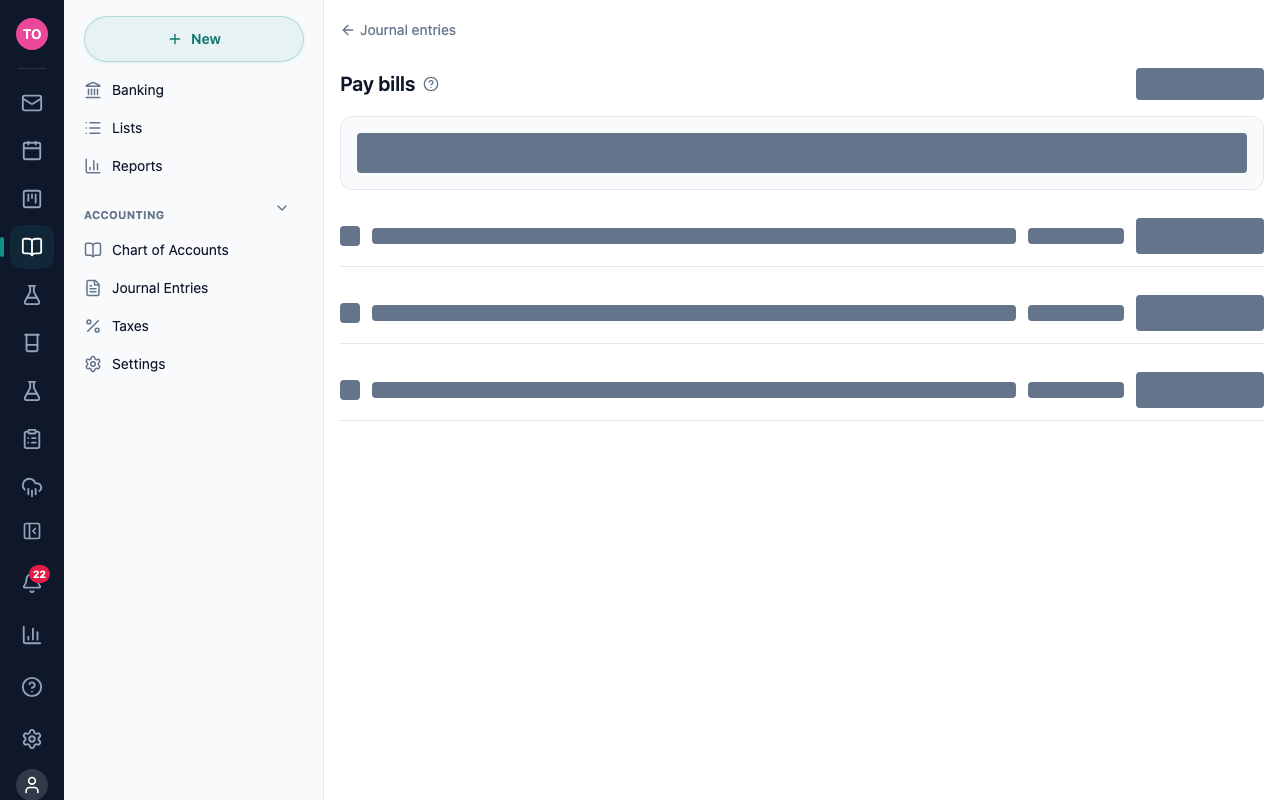 TO
New
Banking
Lists
Reports
ACCOUNTING
Chart of Accounts
Journal Entries
Taxes
Settings
22
Journal entries
Pay bills